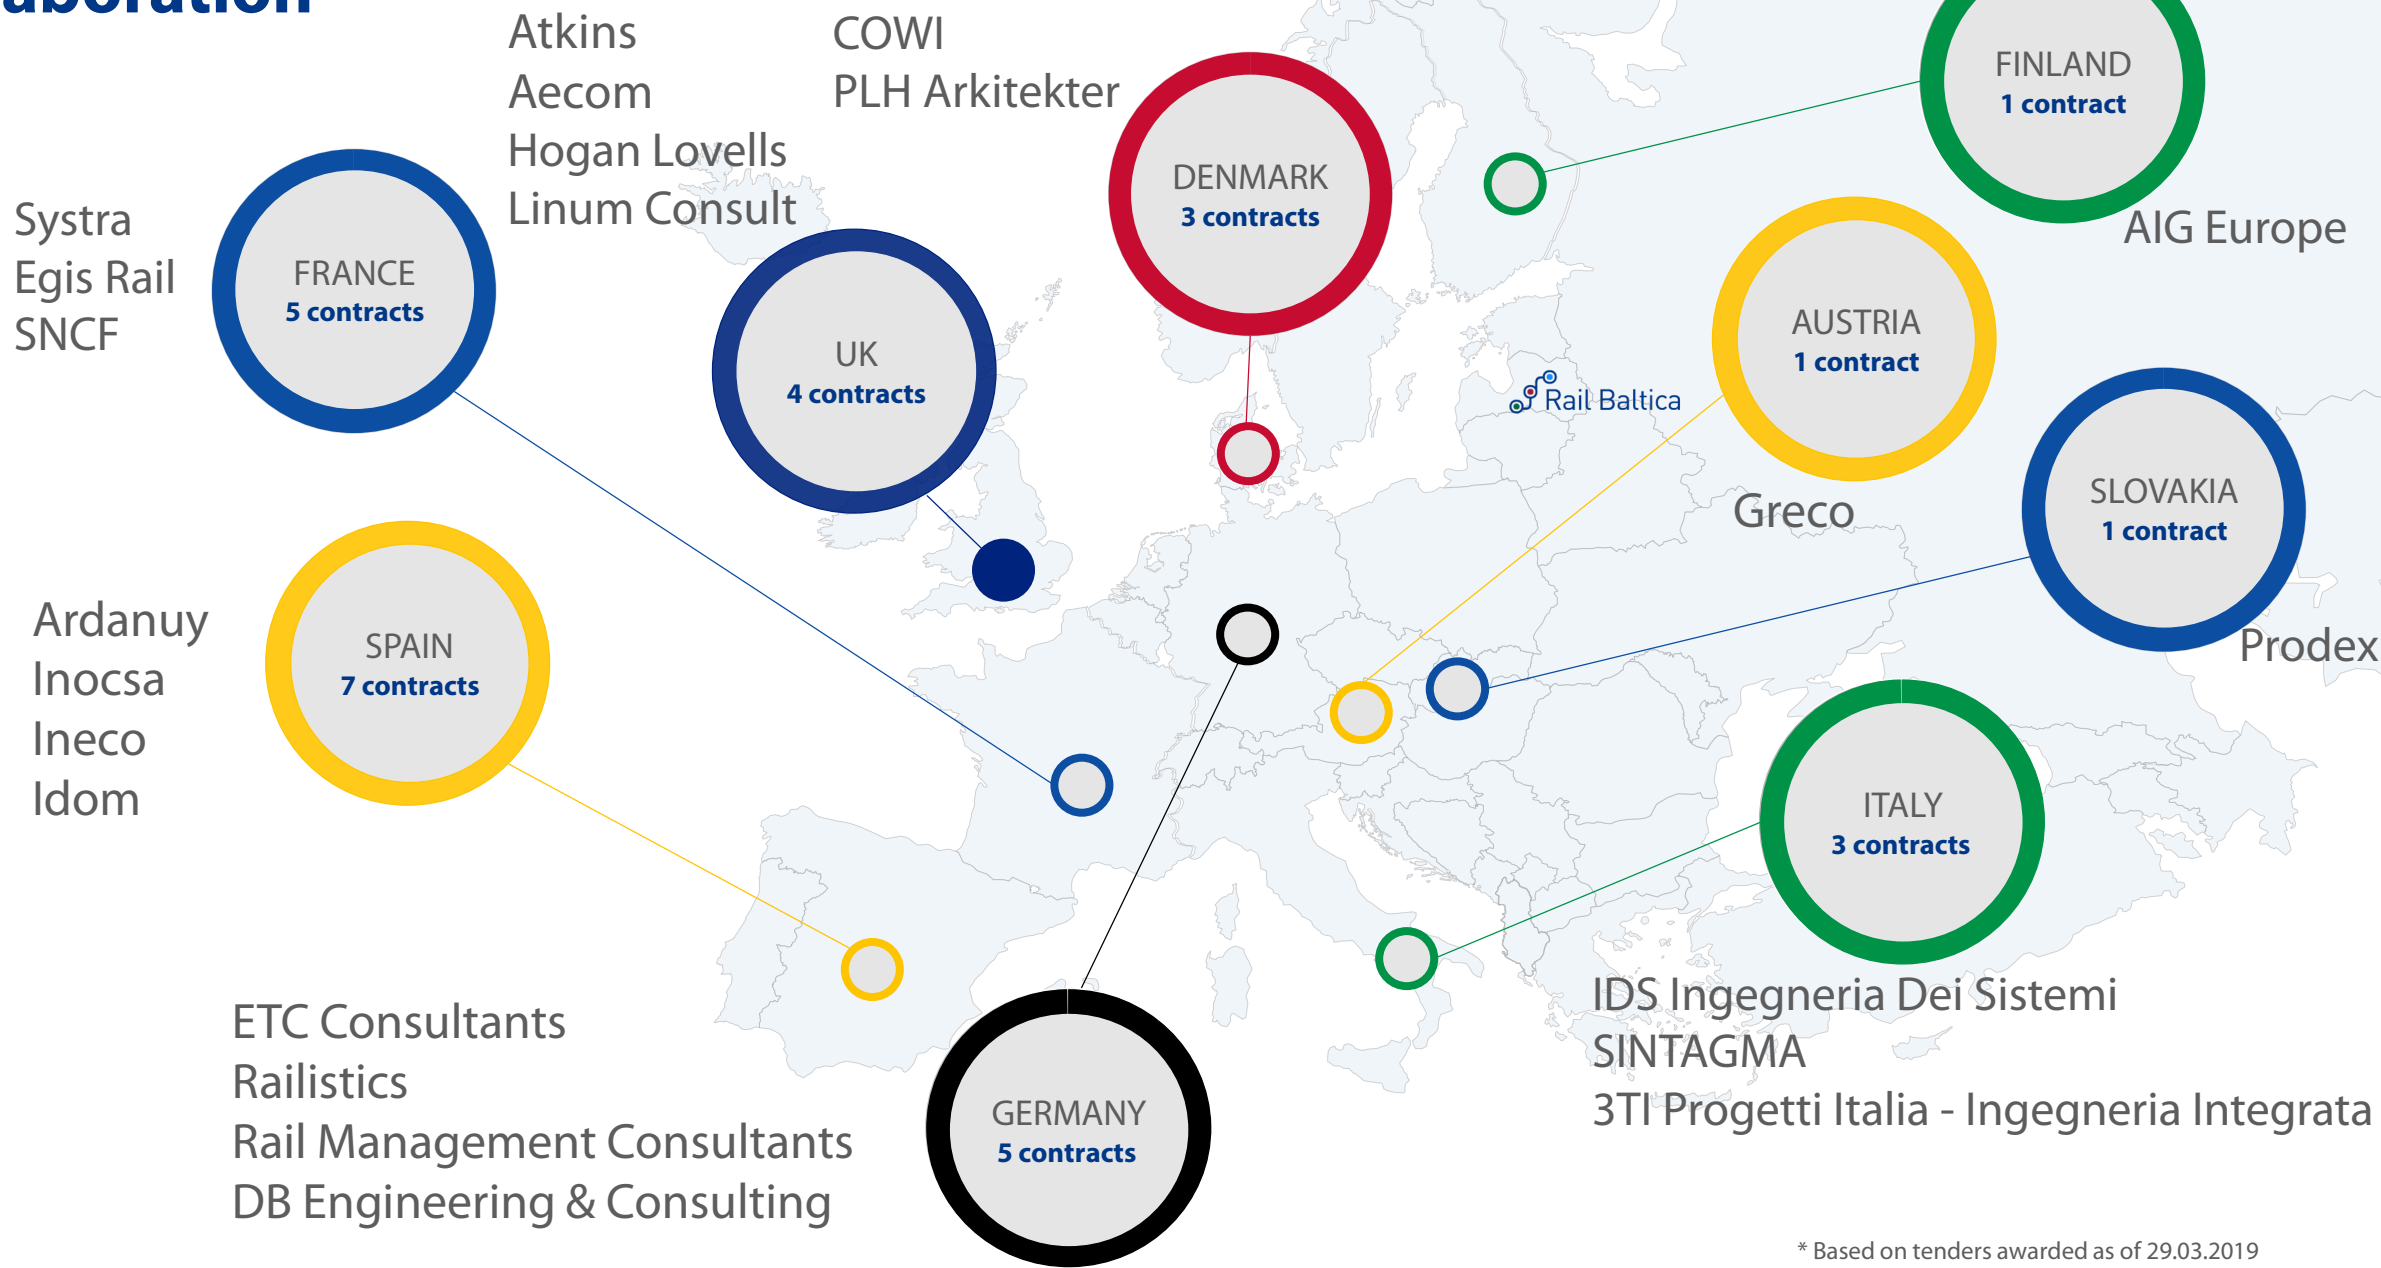 Atkins
Aecom
Hogan Lovells
Linum Consult
COWI
PLH Arkitekter
FINLAND
1 contract
AIG Europe
DENMARK
3 contracts
Systra
Egis Rail
SNCF
FRANCE
5 contracts
UK
4 contracts
AUSTRIA
1 contract
Greco
Rail Baltica
SLOVAKIA
1 contract
Prodex
Ardanuy
Inocsa
Ineco
Idom
SPAIN
7 contracts
ITALY
3 contracts
IDS Ingegneria Dei Sistemi
SINTAGMA
3TI Progetti Italia - Ingegneria Integrata
ETC Consultants
Railistics
Rail Management Consultants
DB Engineering & Consulting
GERMANY
5 contracts
* Based on tenders awarded as of 29.03.2019